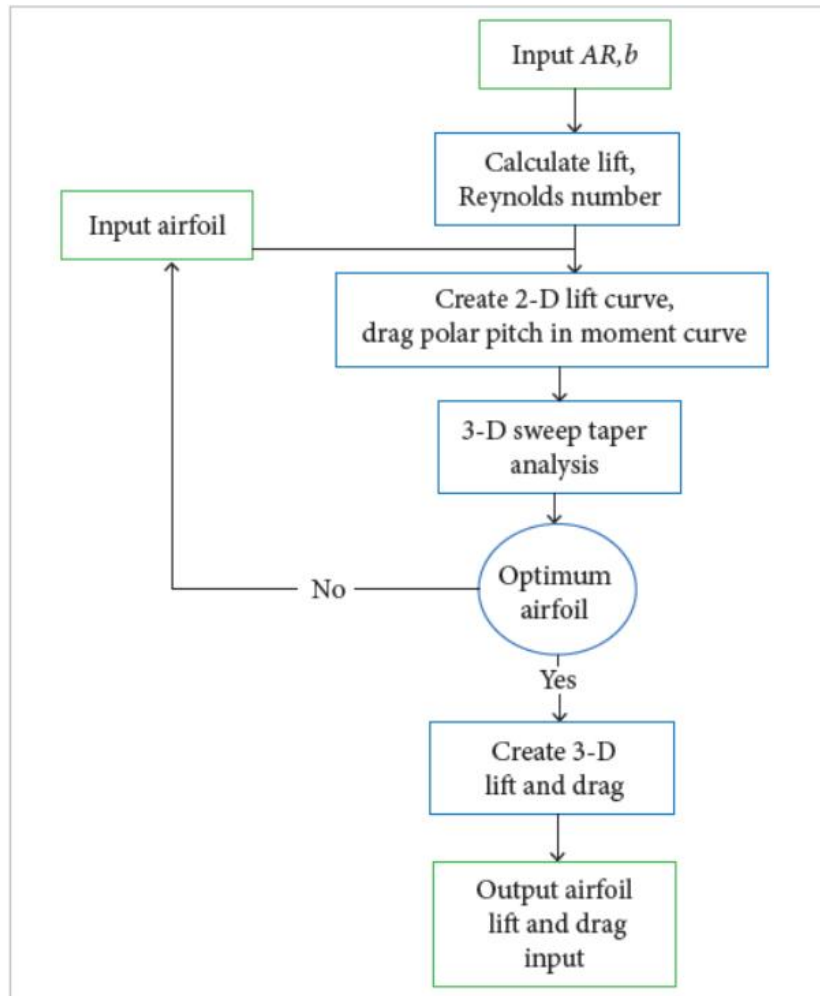 Input AR,b
Calculate lift,
Reynolds number
Input airfoil
Create 2-D lift curve,
drag polar pitch in moment curve
3-D sweep taper
analysis
Optimum
airfoil
No
Yes
Create 3-D
lift and drag
Output airfoil
lift and drag
input